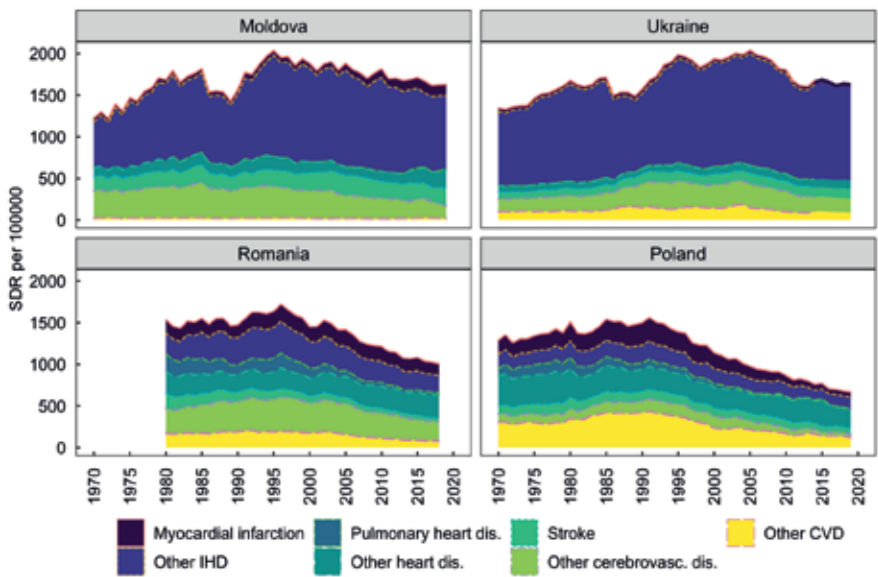 Moldova
Ukraine
2000
1500
1000
500
0
Romania
Poland
2000
1500
1000
500
0
SDR per 100000
1970 1975 1980 1985 1990 1995 2000 2005 2010 2015 2020
1970 1975 1980 1985 1990 1995 2000 2005 2010 2015 2020
Myocardial infarction Pulmonary heart dis. Stroke Other CVD
Other IHD Other heart dis. Other cerebrovasc. dis.